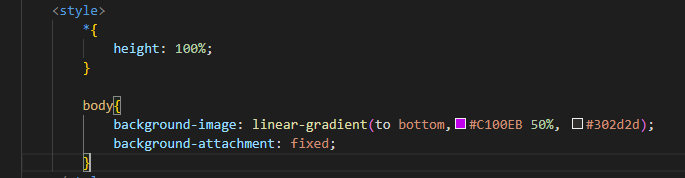 <style>
*{
height: 100%;
}
body{
background-image: linear-gradient(to bottom,#C100EB 50%, #302d2d);
background-attachment: fixed;
}